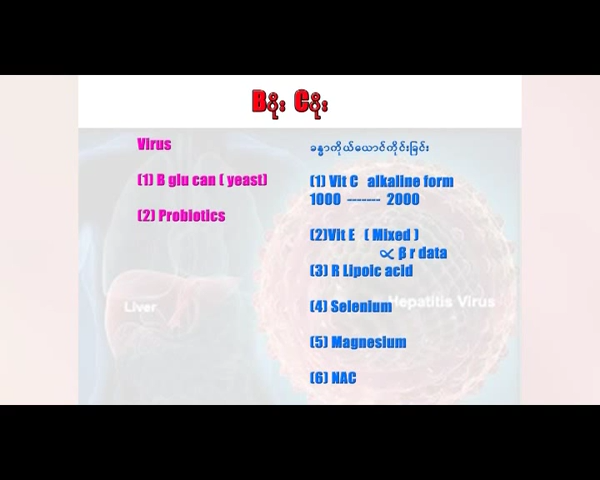 Bပိုး Cပိုး
Virus
(1) B glu can ( yeast)
(2) Probiotics
ခန္ဓာကိုယ်ယောင်ကိုင်းခြင်း
(1) Vit C alkaline form
1000 ------- 2000
(2)Vit E ( Mixed )
∝ β r data
(3) R Lipoic acid
(4) Selenium
(5) Magnesium
(6) NAC
Liver
Hepatitis Virus